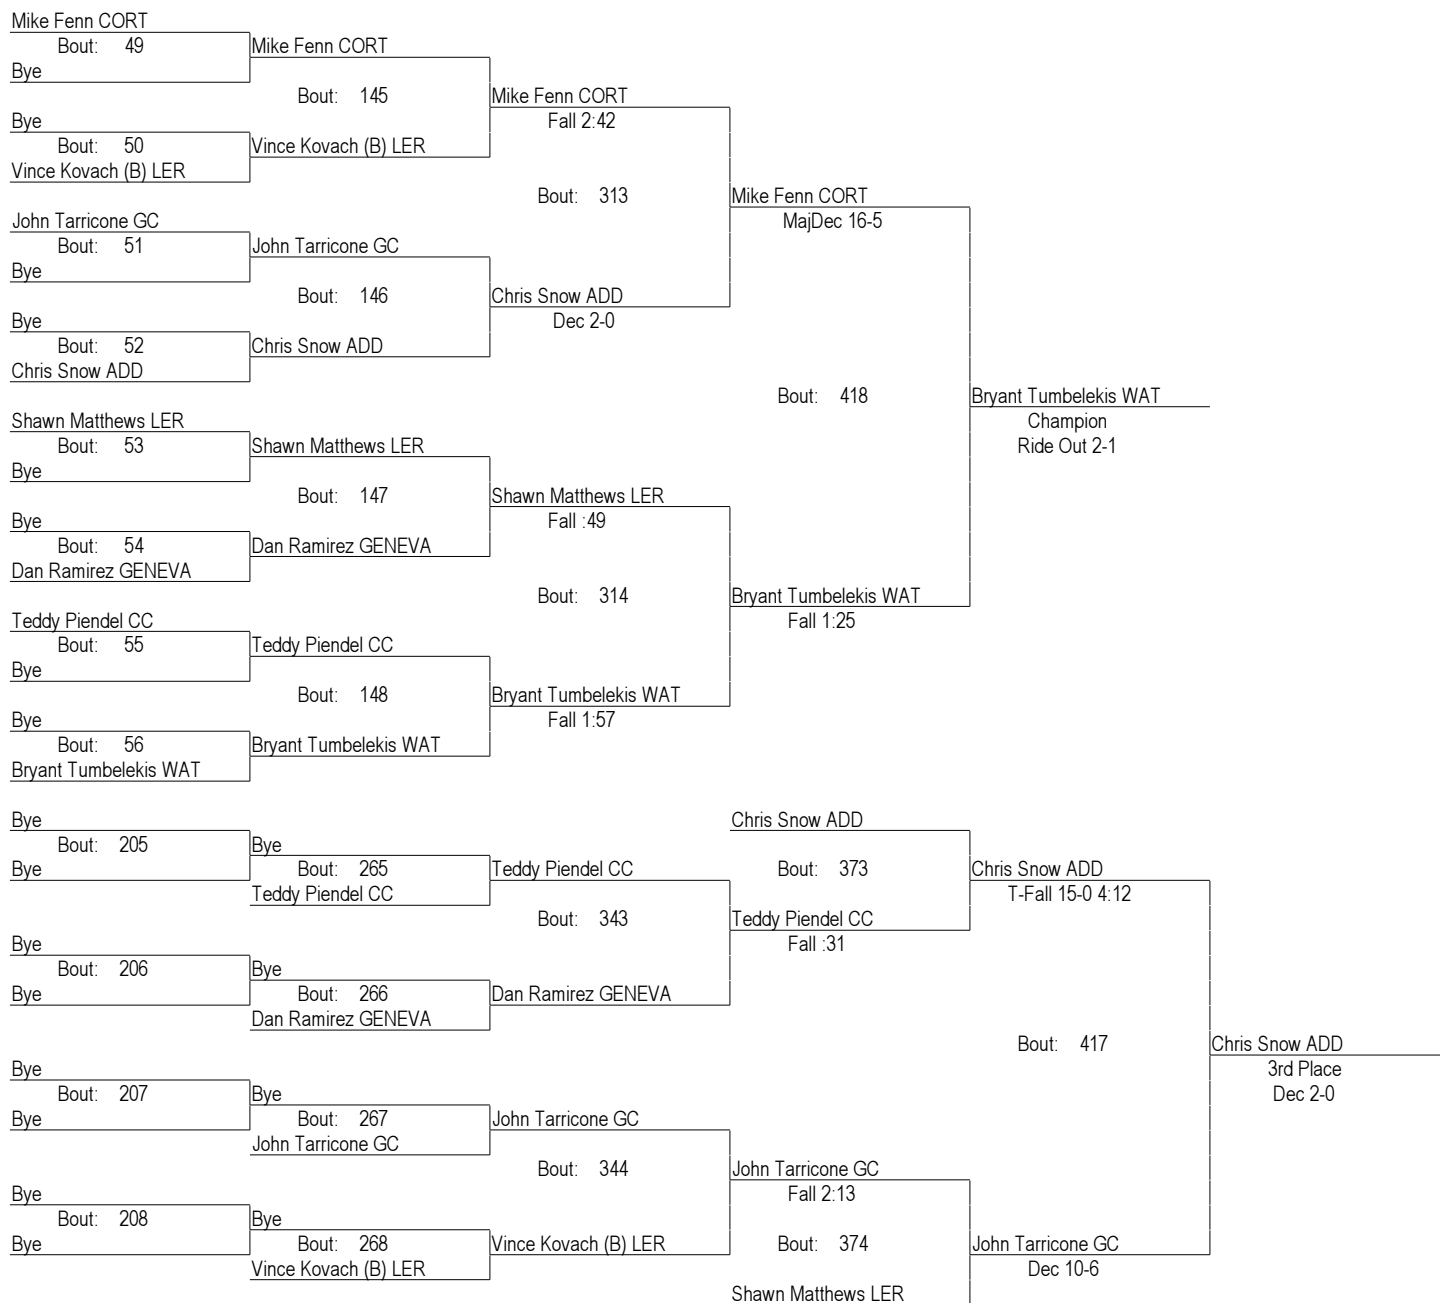 Mike Fenn CORT
Bout: 49 Mike Fenn CORT
Bye
Bout: 145 Mike Fenn CORT
Bye Fall 2:42
Bout: 50 Vince Kovach (B) LER
Vince Kovach (B) LER
Bout: 313 Mike Fenn CORT
John Tarricone GC MajDec 16-5
Bout: 51 John Tarricone GC
Bye
Bout: 146 Chris Snow ADD
Bye Dec 2-0
Bout: 52 Chris Snow ADD
Chris Snow ADD
Bout: 418 Bryant Tumbelekis WAT
Shawn Matthews LER Champion
Bout: 53 Shawn Matthews LER Ride Out 2-1
Bye
Bout: 147 Shawn Matthews LER
Bye Fall :49
Bout: 54 Dan Ramirez GENEVA
Dan Ramirez GENEVA
Bout: 314 Bryant Tumbelekis WAT
Teddy Piendel CC Fall 1:25
Bout: 55 Teddy Piendel CC
Bye
Bout: 148 Bryant Tumbelekis WAT
Bye Fall 1:57
Bout: 56 Bryant Tumbelekis WAT
Bryant Tumbelekis WAT
Bye Chris Snow ADD
Bout: 205 Bye
Bye Bout: 265 Teddy Piendel CC Bout: 373 Chris Snow ADD
Teddy Piendel CC T-Fall 15-0 4:12
Bout: 343 Teddy Piendel CC
Bye Fall :31
Bout: 206 Bye
Bye Bout: 266 Dan Ramirez GENEVA
Dan Ramirez GENEVA
Bout: 417 Chris Snow ADD
Bye 3rd Place
Bout: 207 Bye Dec 2-0
Bye Bout: 267 John Tarricone GC
John Tarricone GC
Bout: 344 John Tarricone GC
Bye Fall 2:13
Bout: 208 Bye
Bye Bout: 268 Vince Kovach (B) LER Bout: 374 John Tarricone GC
Vince Kovach (B) LER Dec 10-6
Shawn Matthews LER